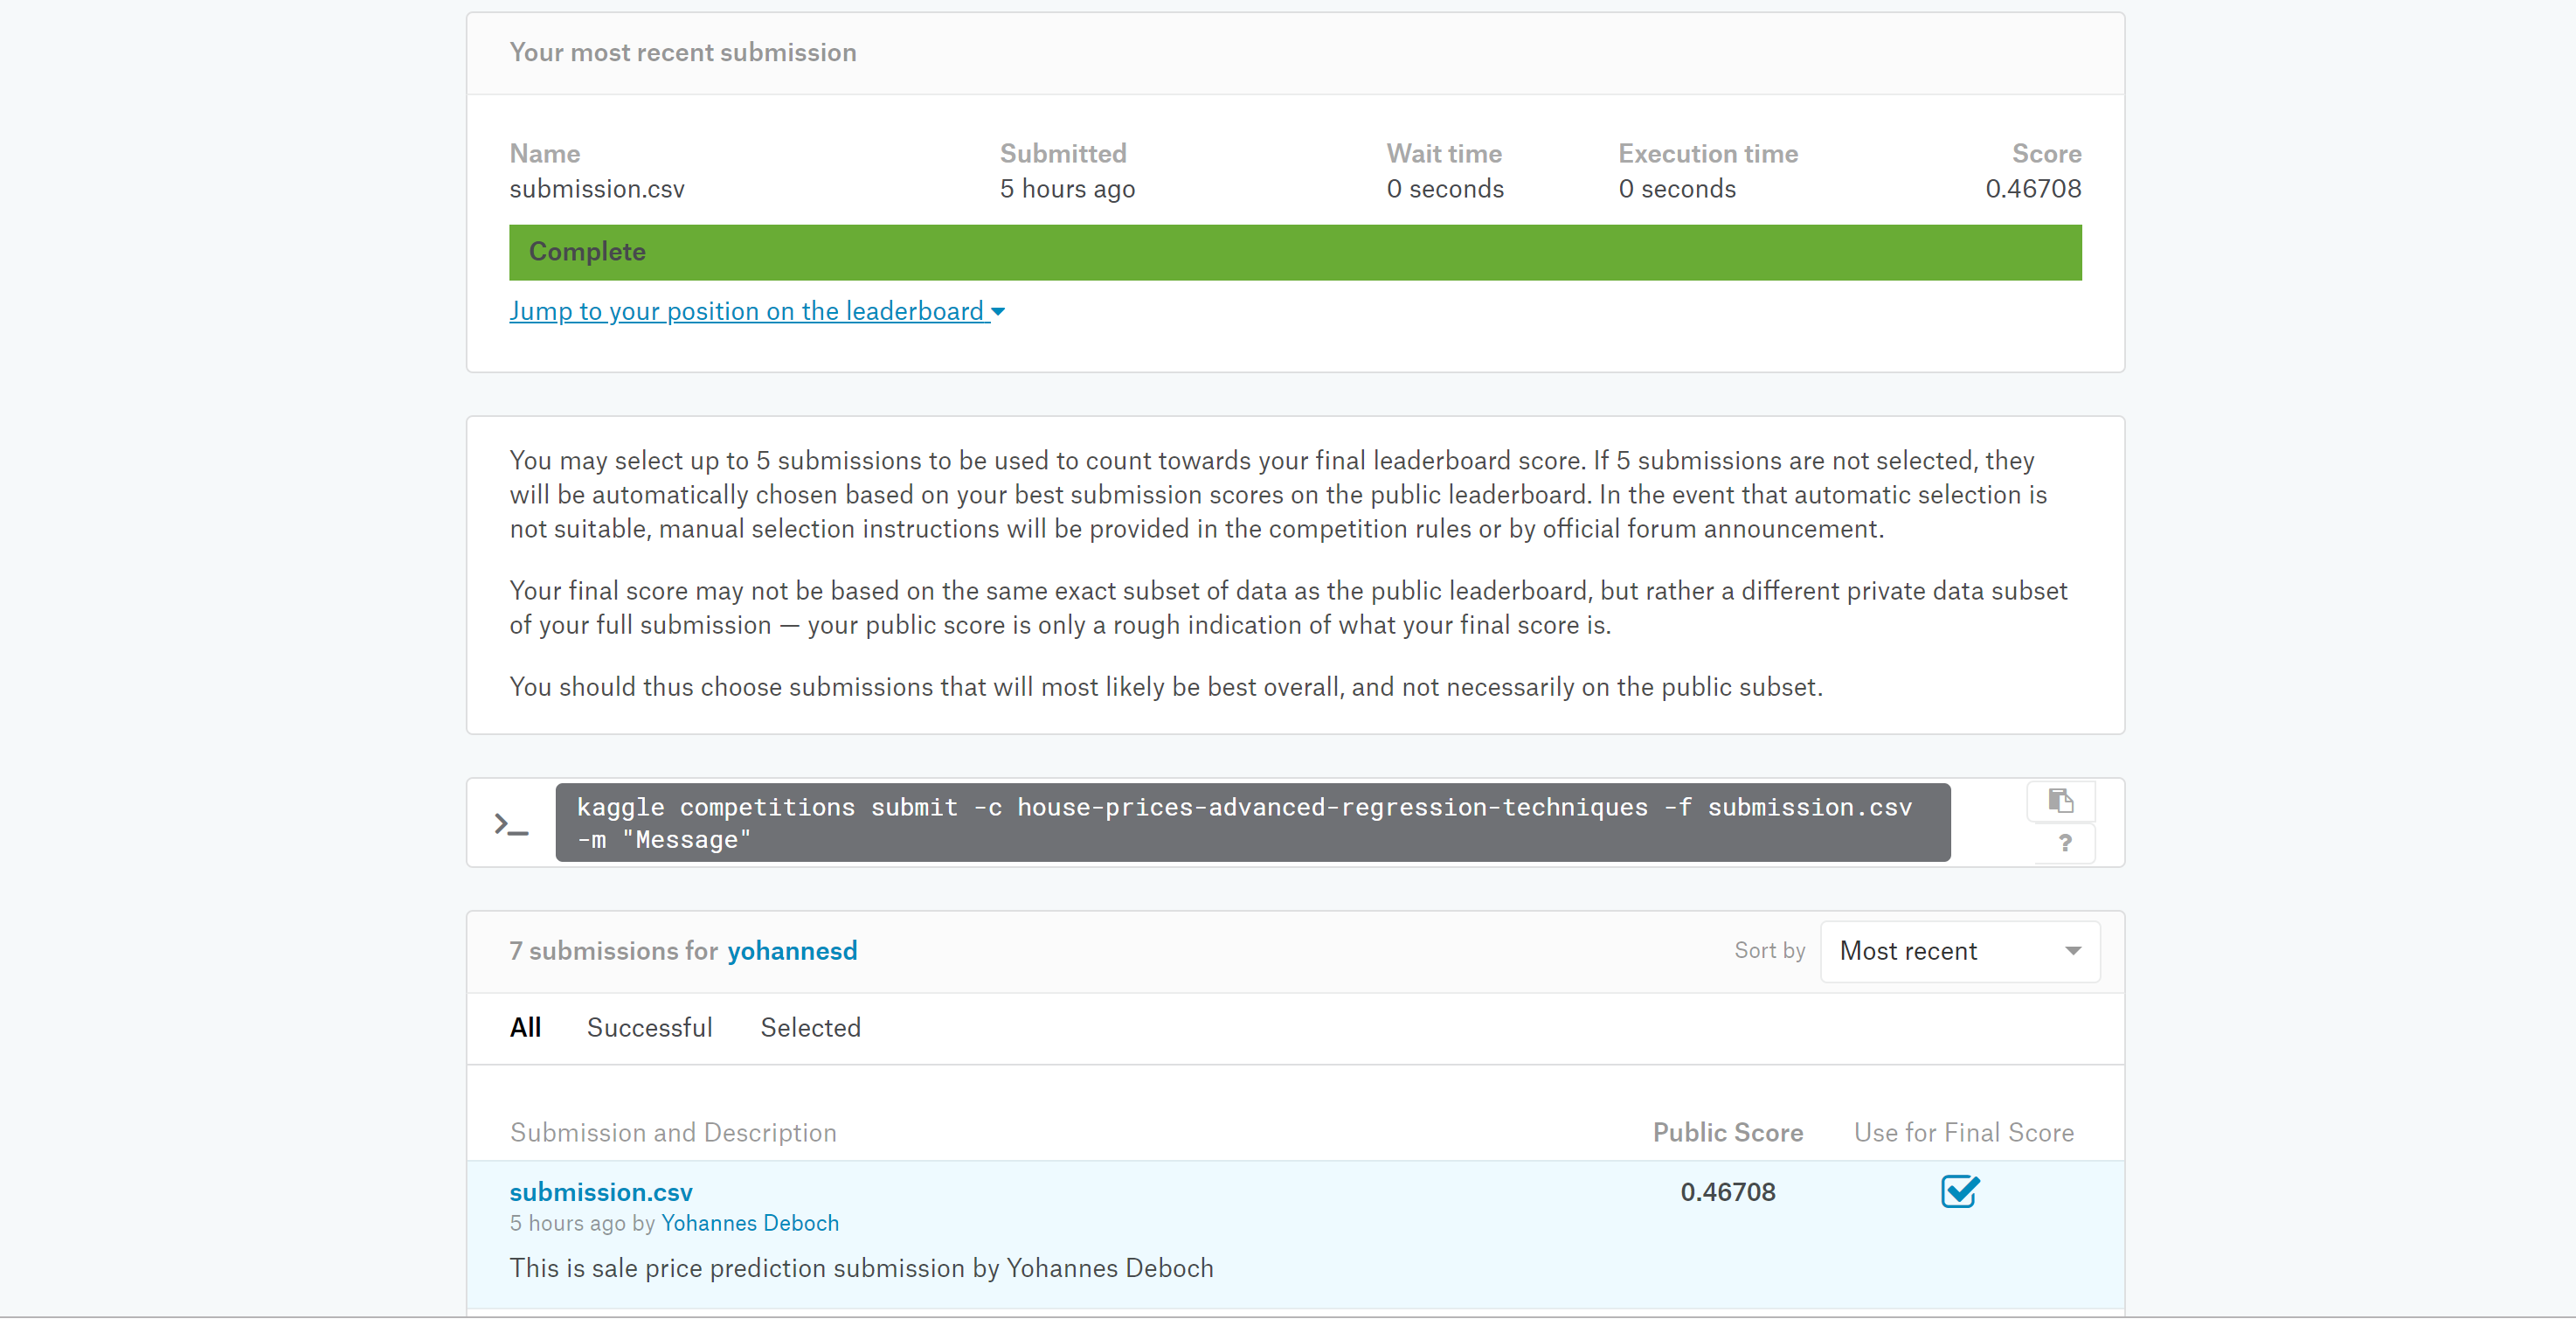 Your most recent submission
Name Submitted Wait time Execution time Score
submission.csv 5 hours ago 0 seconds 0 seconds 0.46708
Complete
Jump to your position on the leaderboard
You may select up to 5 submissions to be used to count towards your final leaderboard score. If 5 submissions are not selected, they
will be automatically chosen based on your best submission scores on the public leaderboard. In the event that automatic selection is
not suitable, manual selection instructions will be provided in the competition rules or by official forum announcement.
Your final score may not be based on the same exact subset of data as the public leaderboard, but rather a different private data subset
of your full submission — your public score is only a rough indication of what your final score is.
You should thus choose submissions that will most likely be best overall, and not necessarily on the public subset.
>_ kaggle competitions submit -c house-prices-advanced-regression-techniques -f submission.csv
-m "Message"
?
7 submissions for yohannesd Sort by Most recent
All Successful Selected
Submission and Description Public Score Use for Final Score
submission.csv 0.46708
5 hours ago by Yohannes Deboch
This is sale price prediction submission by Yohannes Deboch